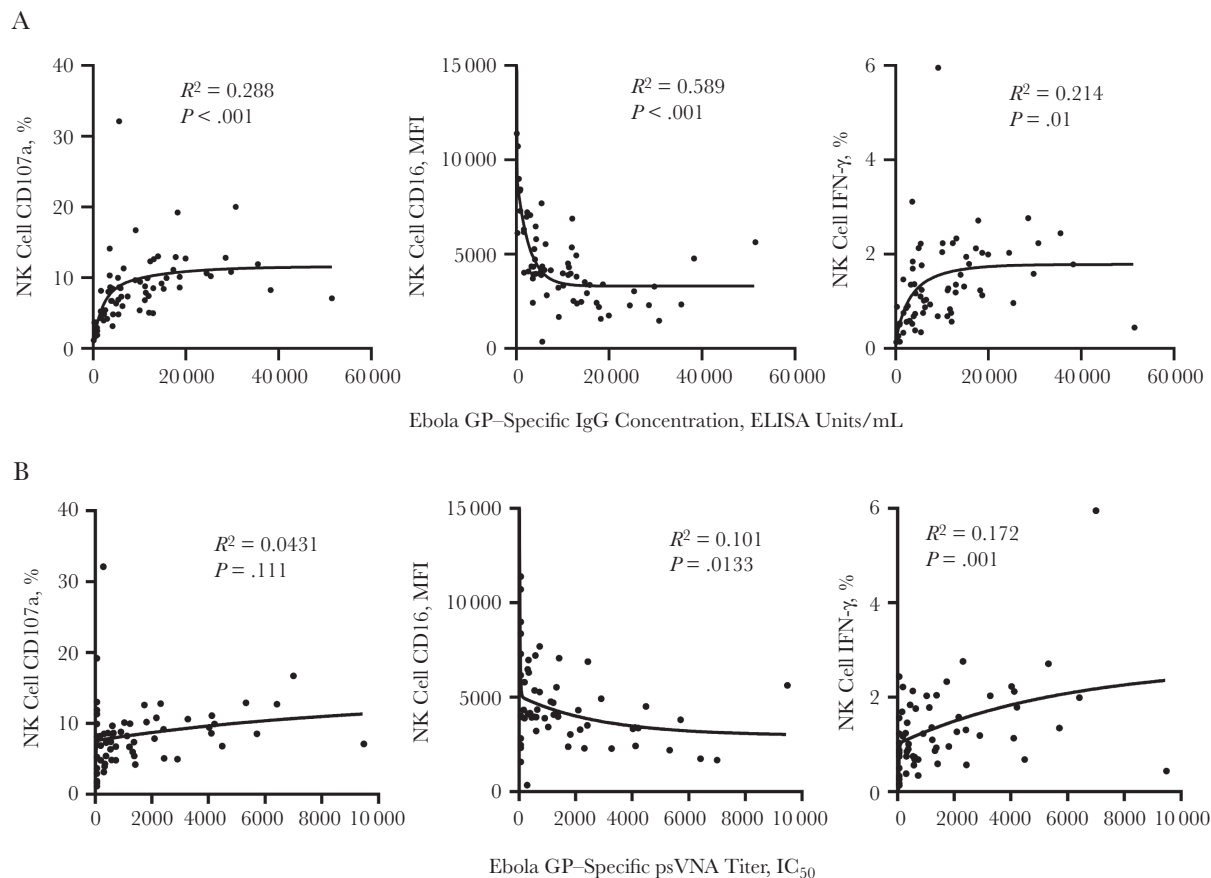 A
40
30
20
10
0
NK Cell CD107a, %
R² = 0.288
P < .001
0 20 000 40 000 60 000
15 000
10 000
5000
0
NK Cell CD16, MFI
R² = 0.589
P < .001
0 20 000 40 000 60 000
6
4
2
0
NK Cell IFN-γ, %
R² = 0.214
P = .01
0 20 000 40 000 60 000
Ebola GP–Specific IgG Concentration, ELISA Units/mL
B
40
30
20
10
0
NK Cell CD107a, %
R² = 0.0431
P = .111
0 2000 4000 6000 8000 10 000
15 000
10 000
5000
0
NK Cell CD16, MFI
R² = 0.101
P = .0133
0 2000 4000 6000 8000 10 000
6
4
2
0
NK Cell IFN-γ, %
R² = 0.172
P = .001
0 2000 4000 6000 8000 10 000
Ebola GP–Specific psVNA Titer, IC₅₀